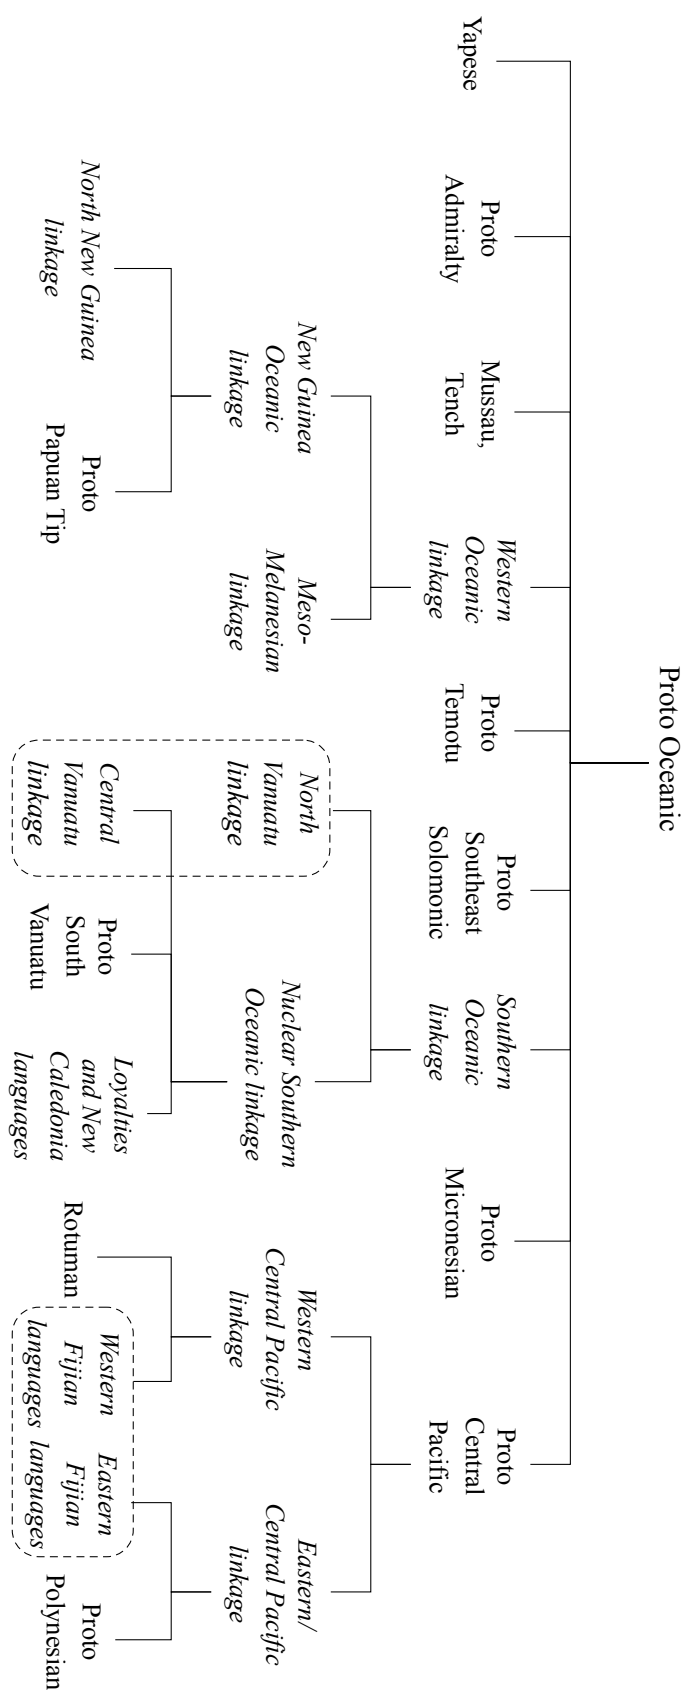 Proto Oceanic
Yapese
Proto
Admiralty
Mussau,
Tench
Western
Oceanic
linkage
Proto
Temotu
Proto
Southeast
Solomonic
Southern
Oceanic
linkage
Proto
Micronesian
Proto
Central
Pacific
New Guinea
Oceanic
linkage
Meso-
Melanesian
linkage
North
Vanuatu
linkage
Nuclear Southern
Oceanic linkage
Western
Central Pacific
linkage
Eastern/
Central Pacific
linkage
North New Guinea
linkage
Proto
Papuan Tip
Central
Vanuatu
linkage
Proto
South
Vanuatu
Loyalties
and New
Caledonia
languages
Rotuman
Western
Fijian
languages
Eastern
Fijian
languages
Proto
Polynesian